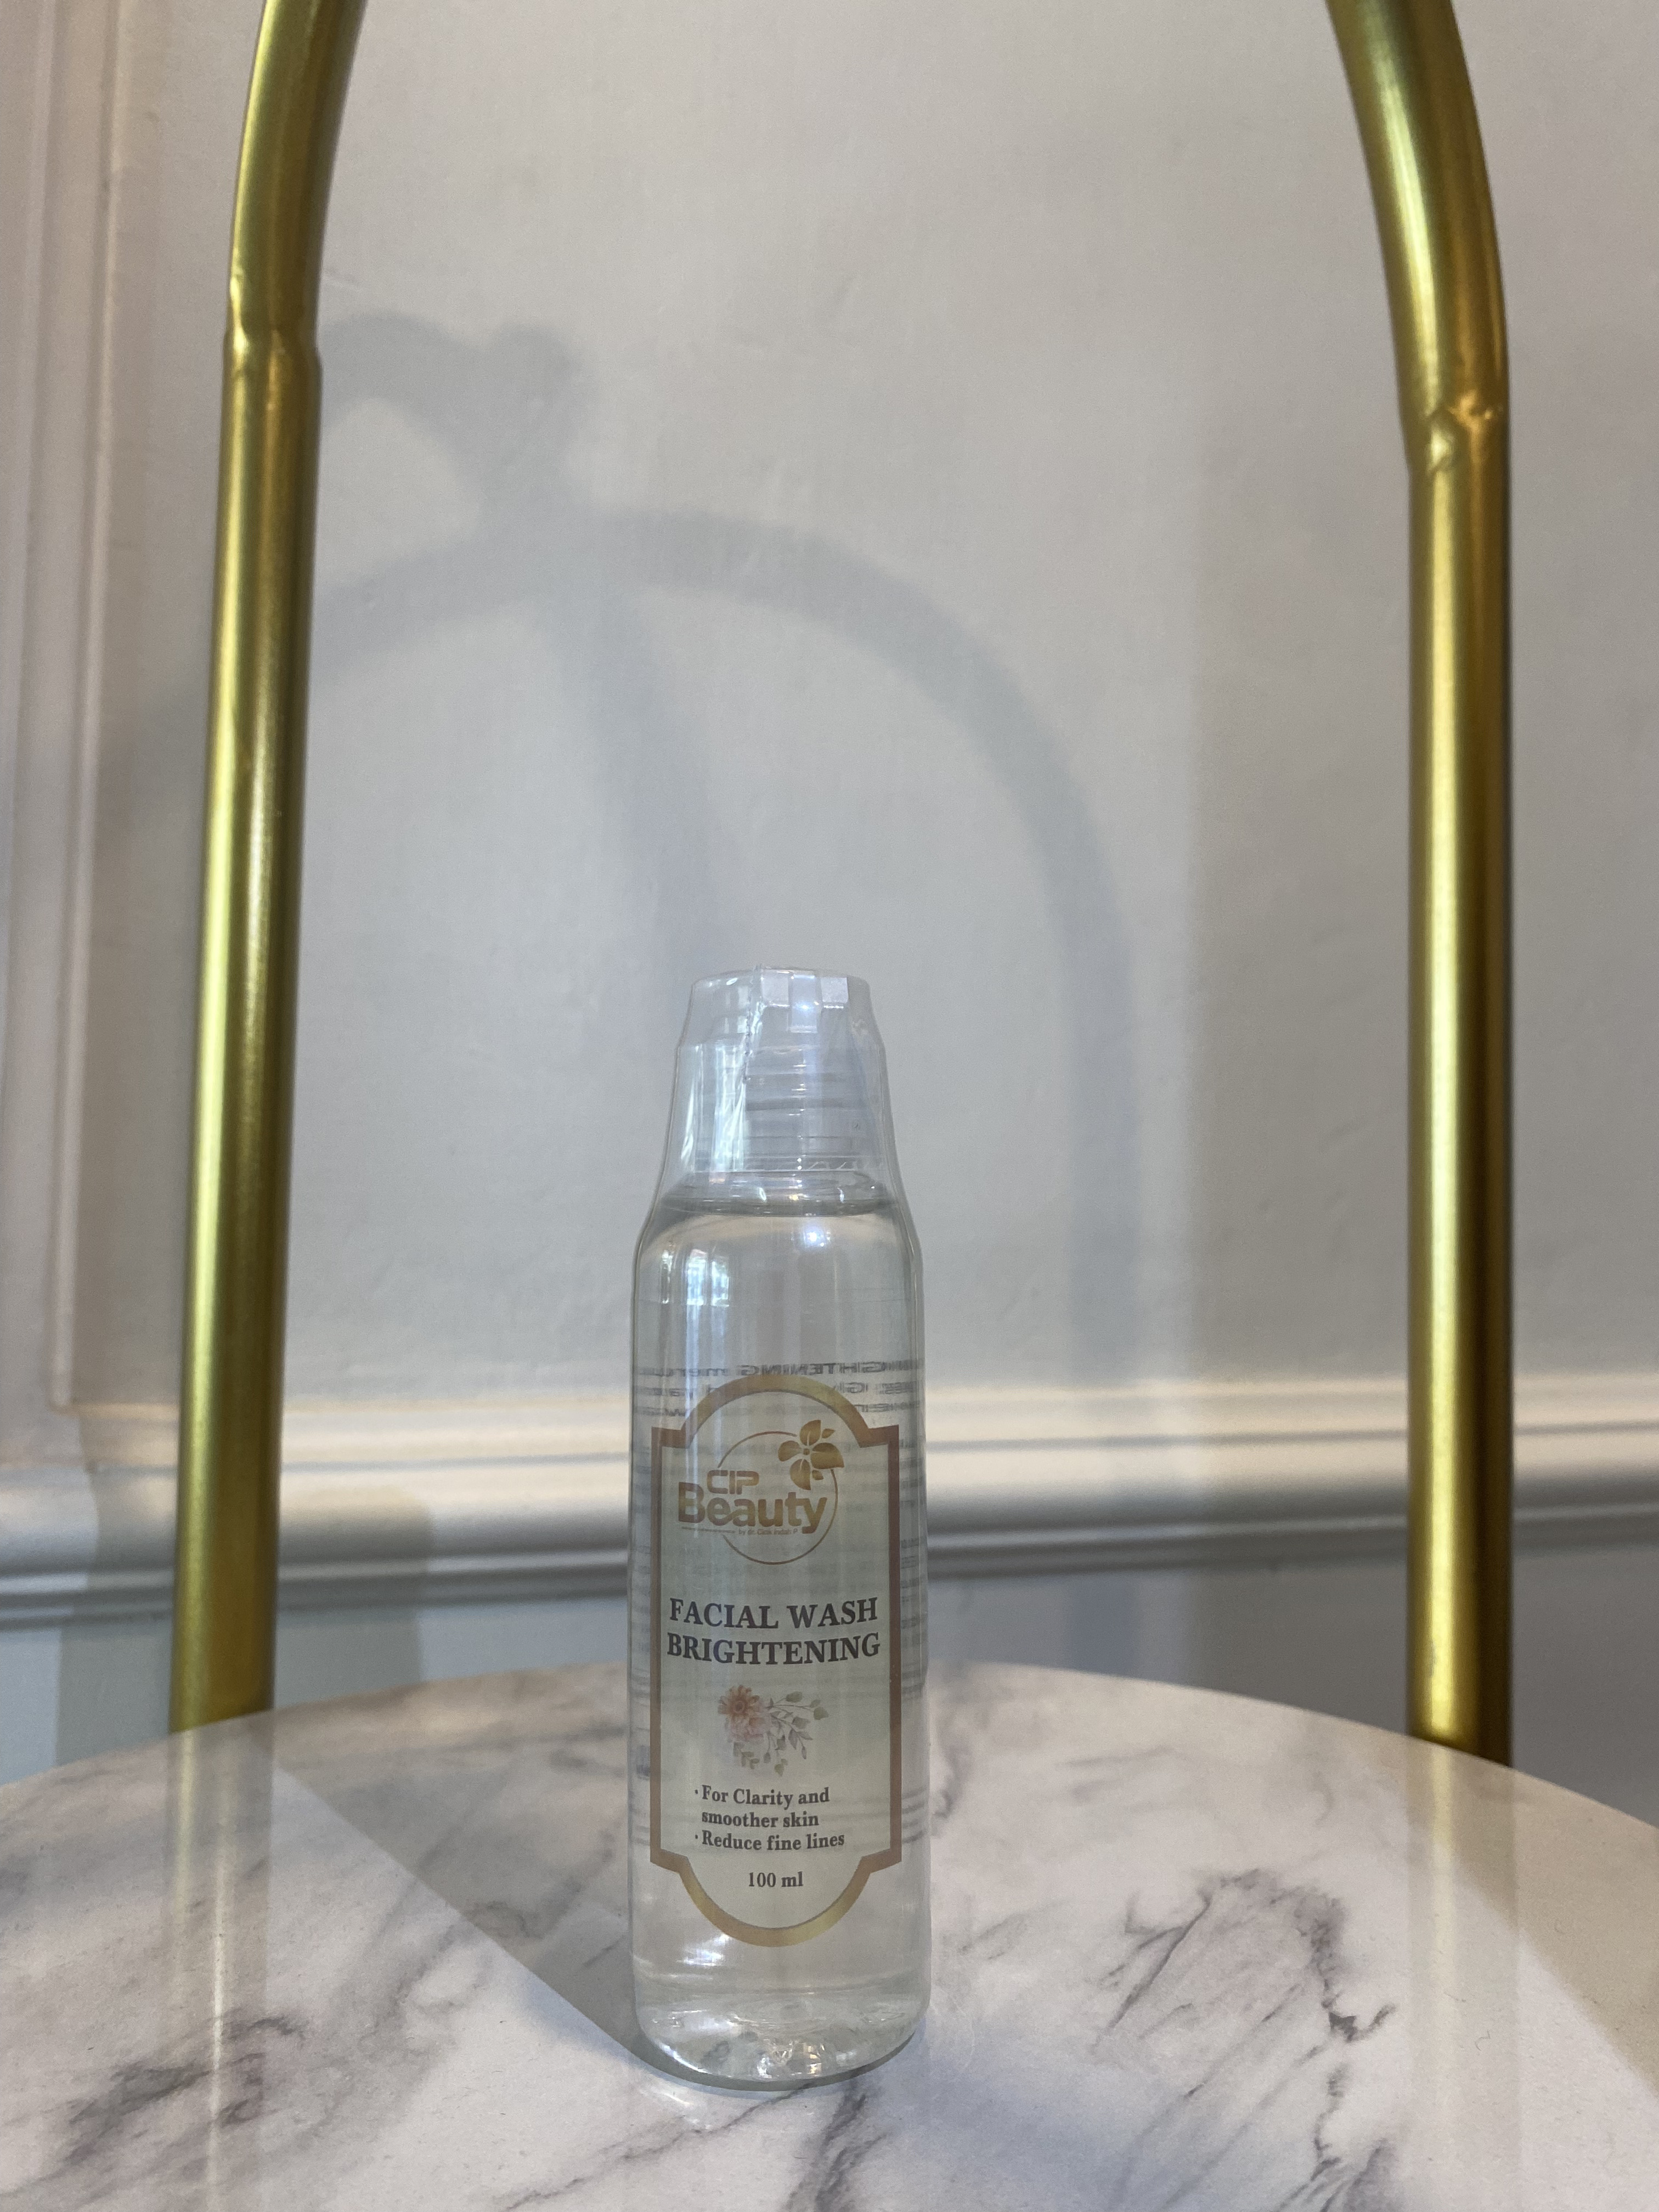 CIP
Beauty
FACIAL WASH
BRIGHTENING
· For Clarity and
smoother skin
· Reduce fine lines
100 ml